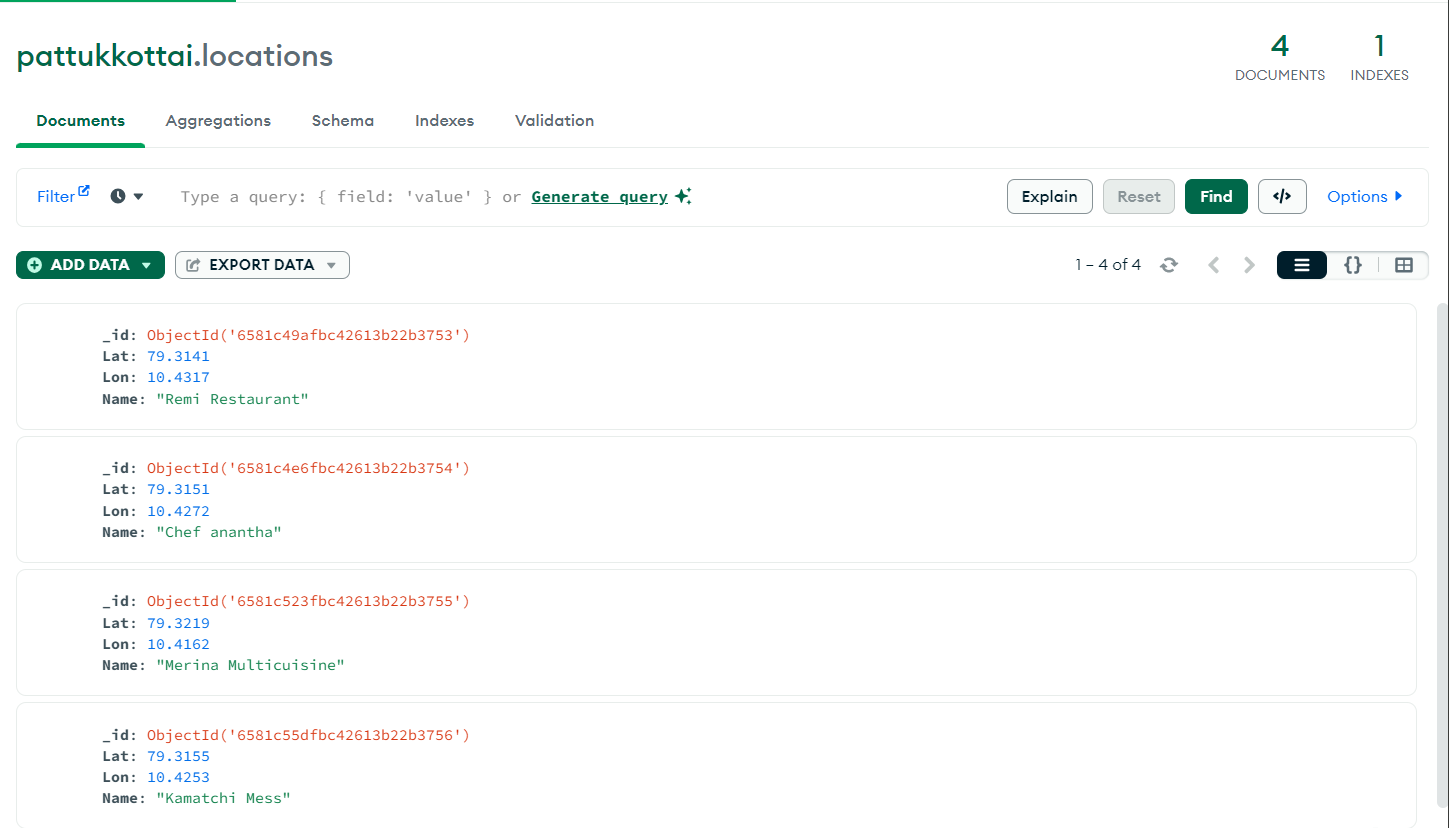 pattukkottai.locations
4
DOCUMENTS
1
INDEXES
Documents Aggregations Schema Indexes Validation
Filter Type a query: { field: 'value' } or Generate query Explain Reset Find </> Options
ADD DATA EXPORT DATA 1 – 4 of 4 {}
_id: ObjectId('6581c49afbc42613b22b3753')
Lat: 79.3141
Lon: 10.4317
Name: "Remi Restaurant"
_id: ObjectId('6581c4e6fbc42613b22b3754')
Lat: 79.3151
Lon: 10.4272
Name: "Chef anantha"
_id: ObjectId('6581c523fbc42613b22b3755')
Lat: 79.3219
Lon: 10.4162
Name: "Merina Multicuisine"
_id: ObjectId('6581c55dfbc42613b22b3756')
Lat: 79.3155
Lon: 10.4253
Name: "Kamatchi Mess"